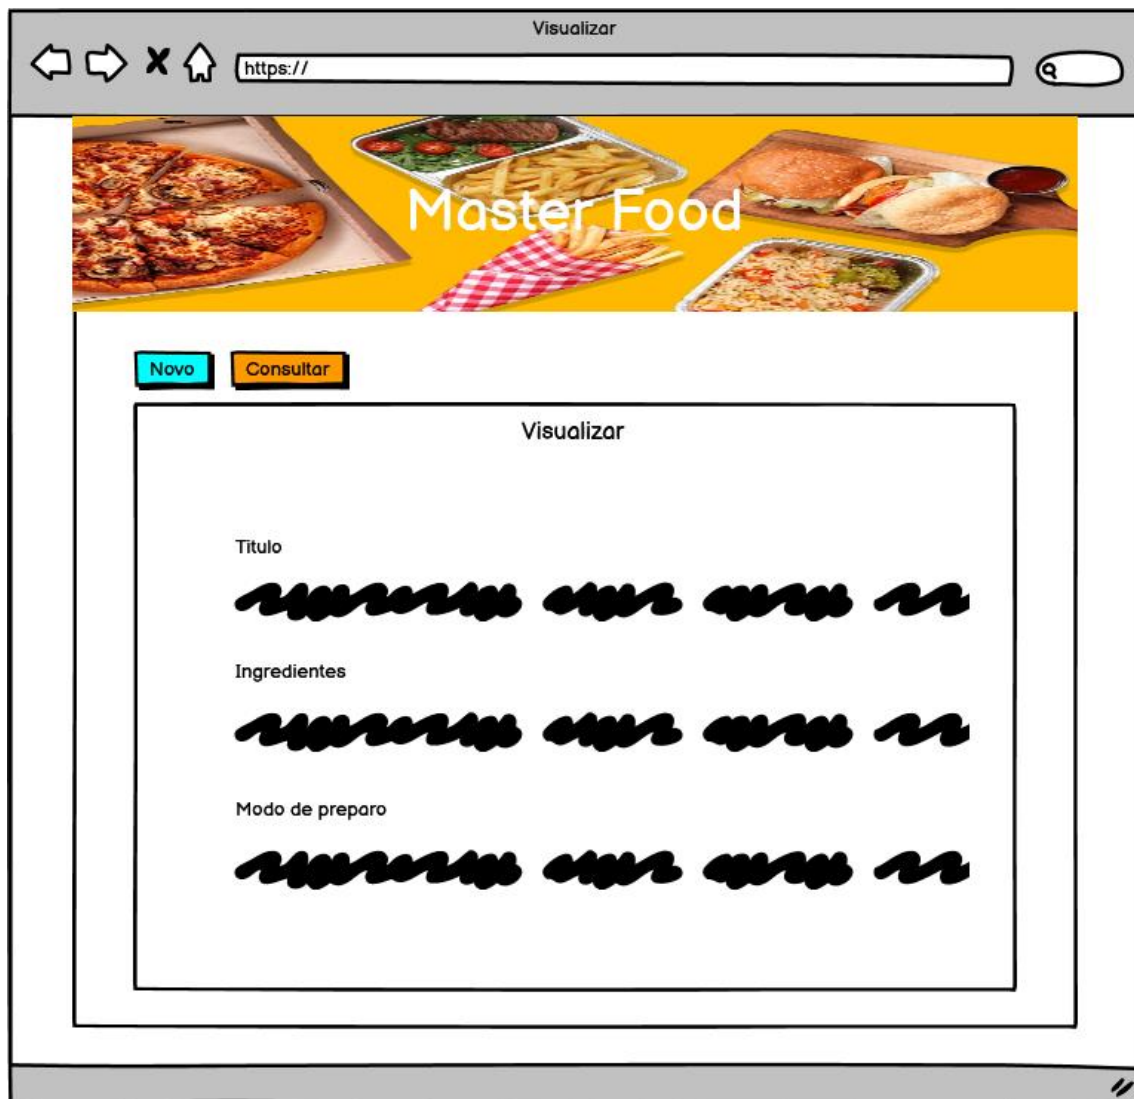 Visualizar
https://
Master Food
Novo Consultar
Visualizar
Titulo
Ingredientes
Modo de preparo